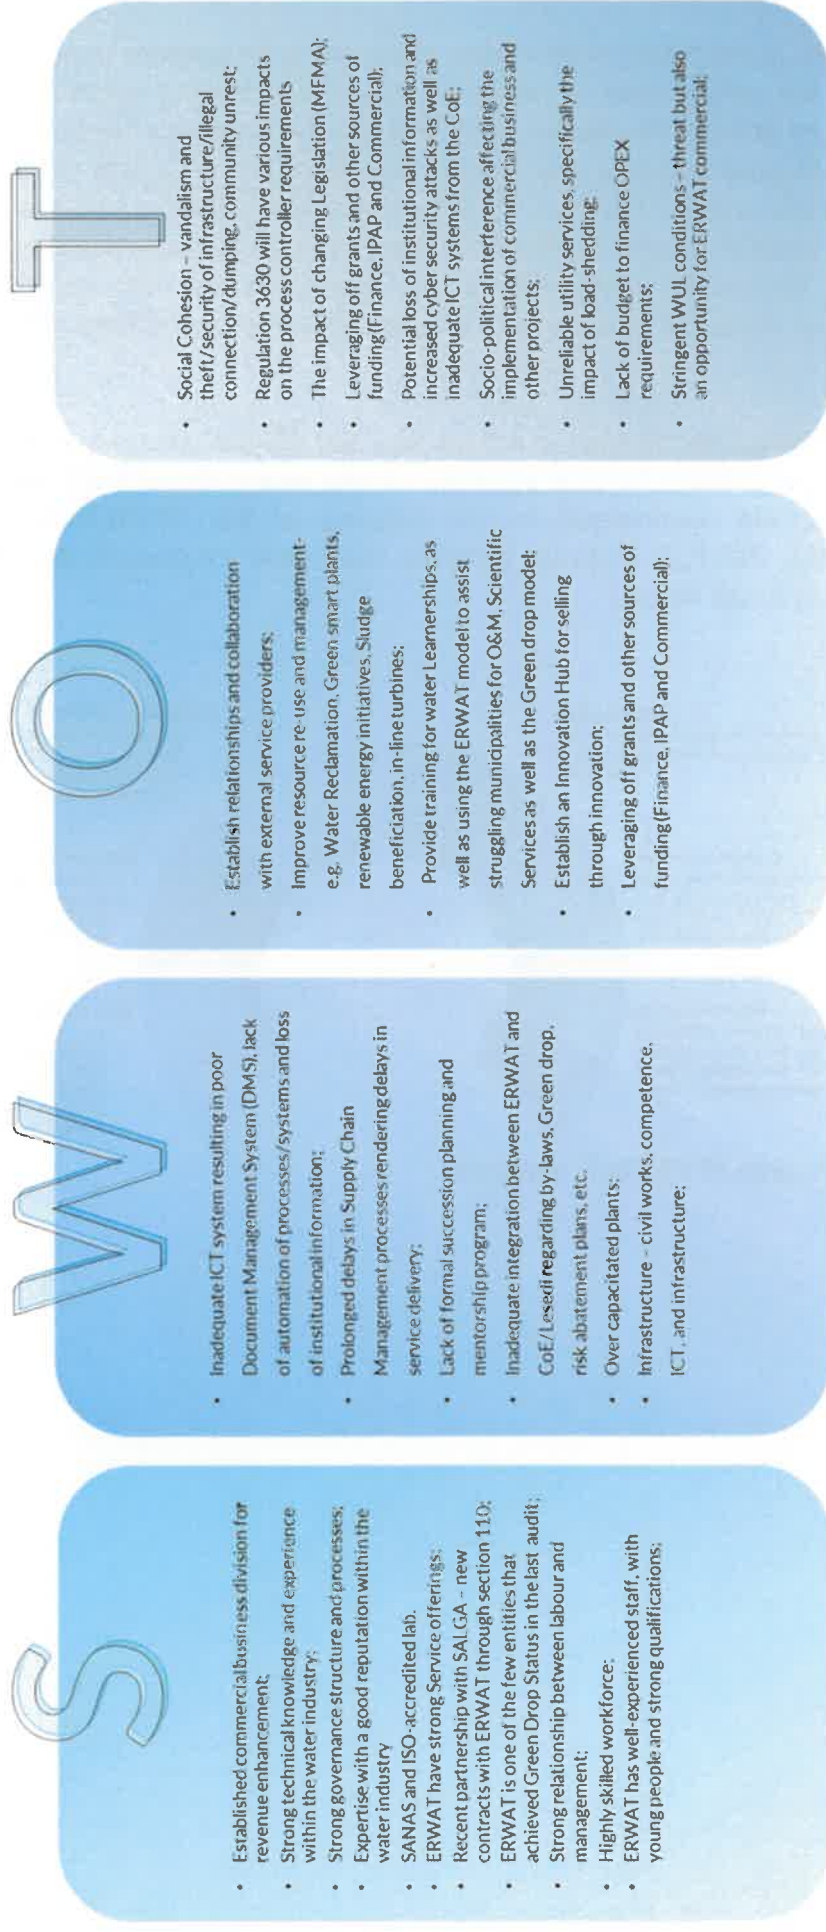 S
• Established commercial business division for
revenue enhancement;
• Strong technical knowledge and experience
within the water industry;
• Strong governance structure and processes;
• Expertise with a good reputation within the
water industry
• SANAS and ISO-accredited lab.
• ERWAT have strong Service offerings;
• Recent partnership with SALGA – new
contracts with ERWAT through section 110;
• ERWAT is one of the few entities that
achieved Green Drop Status in the last audit;
• Strong relationship between labour and
management;
• Highly skilled workforce;
• ERWAT has well-experienced staff, with
young people and strong qualifications;
W
• Inadequate ICT system resulting in poor
Document Management System (DMS), lack
of automation of processes/systems and loss
of institutional information;
• Prolonged delays in Supply Chain
Management processes rendering delays in
service delivery;
• Lack of formal succession planning and
mentorship program;
• Inadequate integration between ERWAT and
CoE/Lesedi regarding by-laws, Green drop,
risk abatement plans, etc.
• Over capacitated plants;
• Infrastructure – civil works, competence,
ICT, and infrastructure;
O
• Establish relationships and collaboration
with external service providers;
• Improve resource re-use and management-
e.g. Water Reclamation, Green smart plants,
renewable energy initiatives, Sludge
beneficiation, in-line turbines;
• Provide training for water Learnerships, as
well as using the ERWAT model to assist
struggling municipalities for O&M, Scientific
Services as well as the Green drop model;
• Establish an Innovation Hub for selling
through innovation;
• Leveraging off grants and other sources of
funding(Finance, IPAP and Commercial);
T
• Social Cohesion – vandalism and
theft/security of infrastructure/illegal
connection/dumping, community unrest;
• Regulation 3630 will have various impacts
on the process controller requirements
• The impact of changing Legislation (MFMA);
• Leveraging off grants and other sources of
funding(Finance, IPAP and Commercial);
• Potential loss of institutional information and
increased cyber security attacks as well as
inadequate ICT systems from the CoE;
• Socio-political interference affecting the
implementation of commercial business and
other projects;
• Unreliable utility services, specifically the
impact of load-shedding;
• Lack of budget to finance OPEX
requirements;
• Stringent WUL conditions – threat but also
an opportunity for ERWAT commercial;